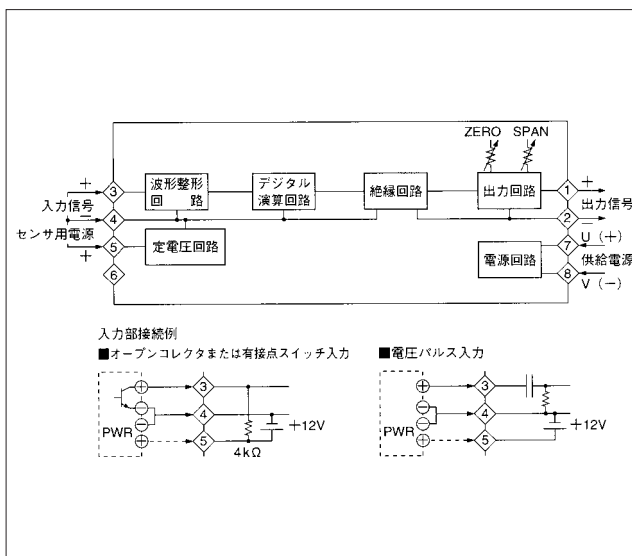 ZERO SPAN
3
+
入力信号
−
4
センサ用電源
5
+
6
波形整形
回　　路
デジタル
演算回路
絶縁回路
出力回路
定電圧回路
電源回路
1
+
出力信号
2
−
U（+）
7
供給電源
8
V（−）
入力部接続例
■オープンコレクタまたは有接点スイッチ入力
+
3
−
4
−
PWR
+
5
+12V
4kΩ
■電圧パルス入力
+
3
−
4
−
PWR
+
5
+12V